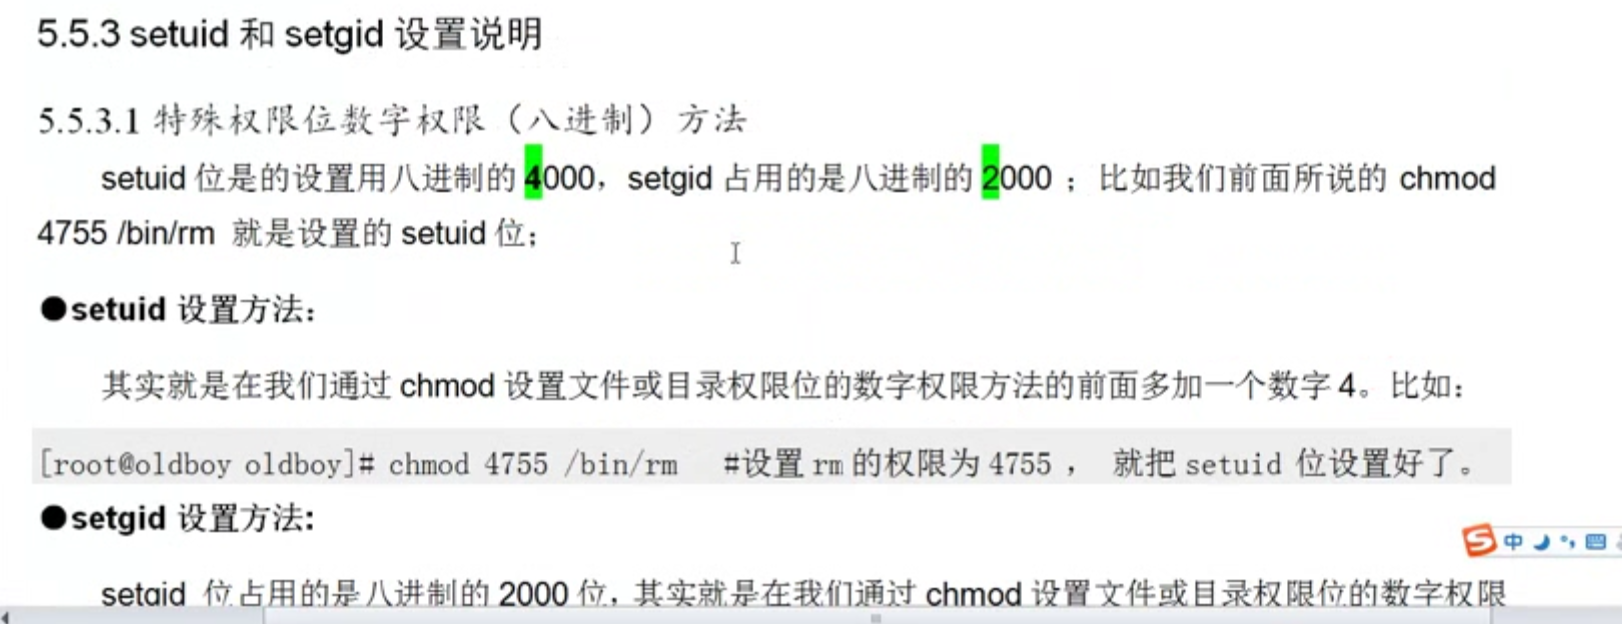 5.5.3 setuid 和 setgid 设置说明
5.5.3.1 特殊权限位数字权限（八进制）方法
setuid 位是的设置用八进制的 4000，setgid 占用的是八进制的 2000 ；比如我们前面所说的 chmod
4755 /bin/rm 就是设置的 setuid 位；
●setuid 设置方法：
其实就是在我们通过 chmod 设置文件或目录权限位的数字权限方法的前面多加一个数字 4。比如：
[root@oldboy oldboy]# chmod 4755 /bin/rm #设置 rm 的权限为 4755 ， 就把 setuid 位设置好了。
●setgid 设置方法:
setgid 位占用的是八进制的 2000 位，其实就是在我们通过 chmod 设置文件或目录权限位的数字权限
中